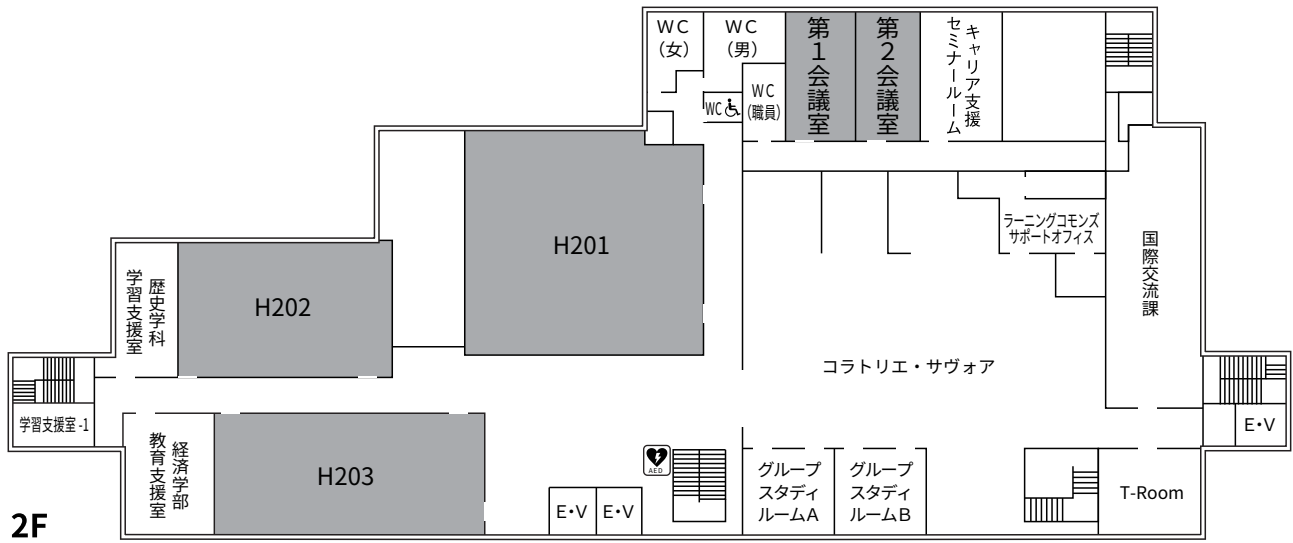 WC
(女)
WC
(男)
第1会議室
第2会議室
キャリア支援
セミナールーム
WC
WC
(職員)
H201
ラーニングコモンズ
サポートオフィス
国際交流課
歴史学科
学習支援室
H202
コラトリエ・サヴォア
学習支援室-1
E・V
経済学部
教育支援室
H203
AED
E・V
E・V
グループ
スタディ
ルームA
グループ
スタディ
ルームB
T-Room
2F